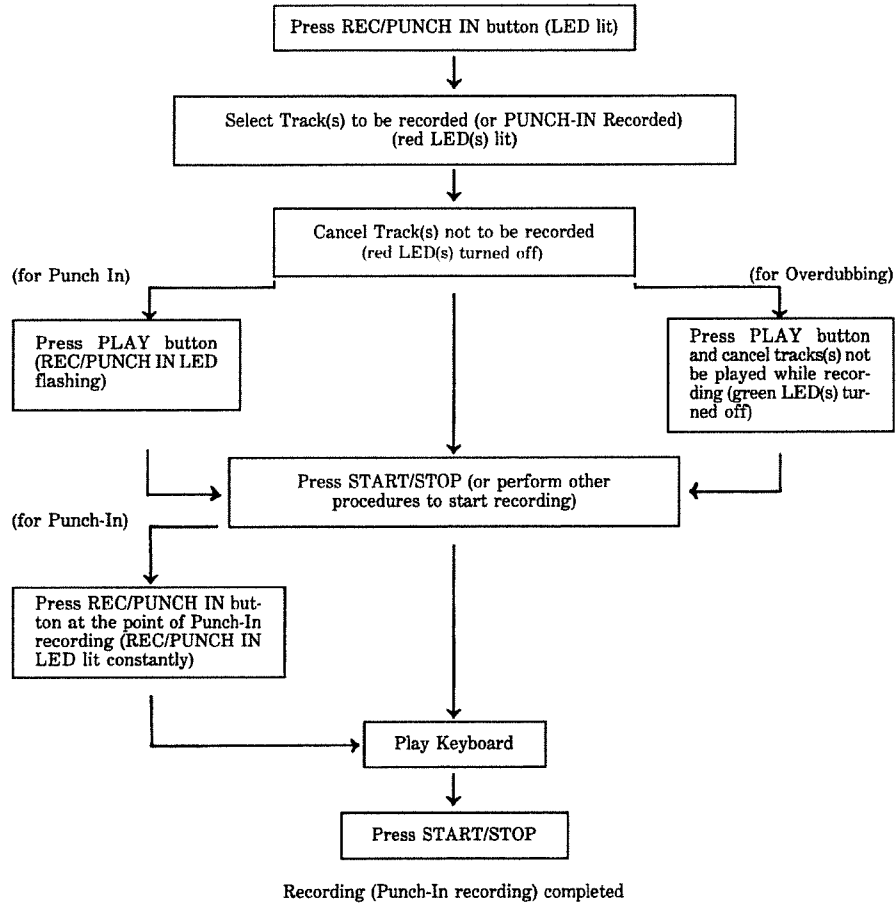 Press REC/PUNCH IN button (LED lit)
Select Track(s) to be recorded (or PUNCH-IN Recorded)
(red LED(s) lit)
Cancel Track(s) not to be recorded
(red LED(s) turned off)
(for Punch In)
(for Overdubbing)
Press PLAY button
(REC/PUNCH IN LED
flashing)
Press PLAY button
and cancel tracks(s) not
be played while recor-
ding (green LED(s) tur-
ned off)
Press START/STOP (or perform other
procedures to start recording)
(for Punch-In)
Press REC/PUNCH IN but-
ton at the point of Punch-In
recording (REC/PUNCH IN
LED lit constantly)
Play Keyboard
Press START/STOP
Recording (Punch-In recording) completed